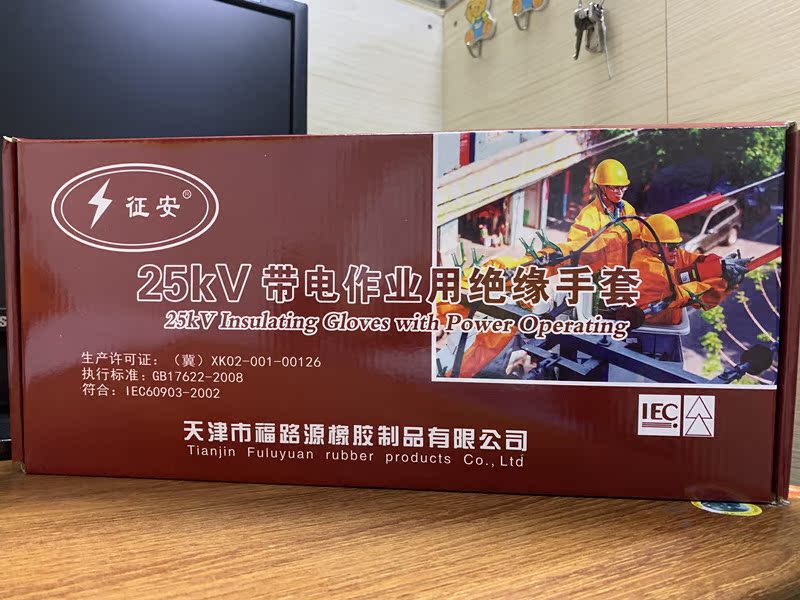 征安®
25kV 带电作业用绝缘手套
25kV Insulating Gloves with Power Operating
生产许可证：（冀）XK02-001-00126
执行标准：GB17622-2008
符合：IEC60903-2002
IEC
天津市福路源橡胶制品有限公司
Tianjin Fuluyuan rubber products Co.,Ltd